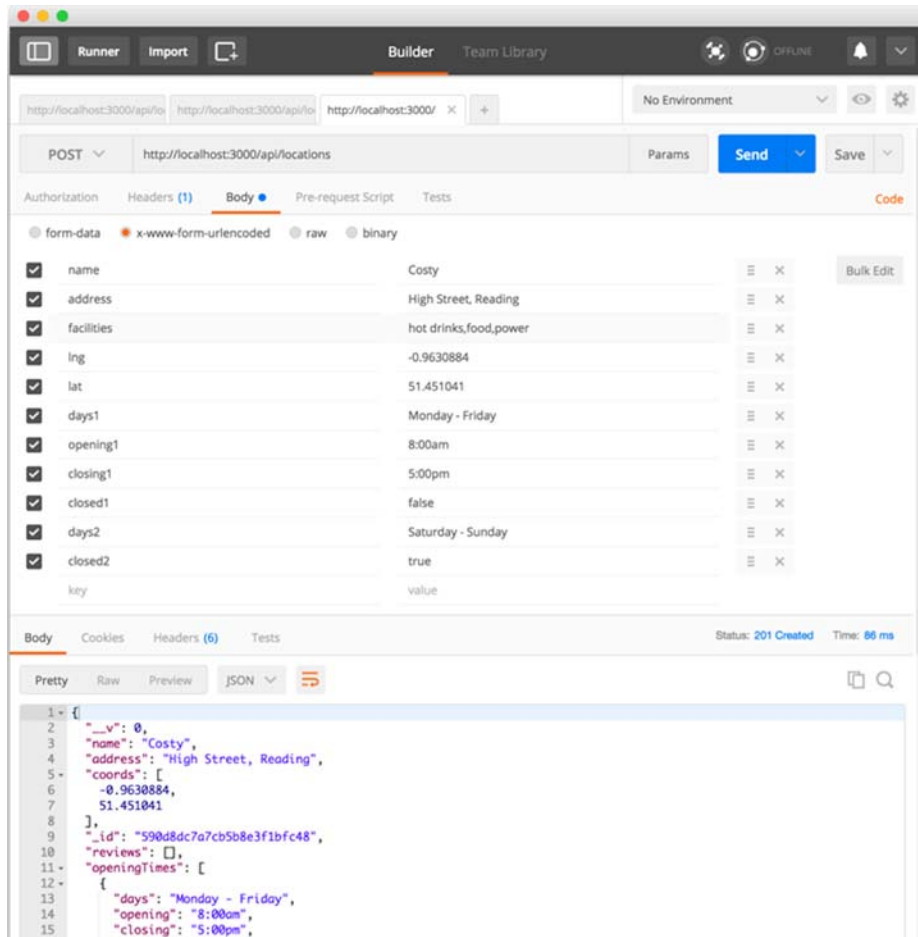 Runner Import Builder Team Library OFFLINE
http://localhost:3000/api/lo http://localhost:3000/api/lo http://localhost:3000/ × + No Environment
POST http://localhost:3000/api/locations Params Send Save
Authorization Headers (1) Body Pre-request Script Tests Code
form-data x-www-form-urlencoded raw binary
name Costy Bulk Edit
address High Street, Reading
facilities hot drinks,food,power
lng -0.9630884
lat 51.451041
days1 Monday - Friday
opening1 8:00am
closing1 5:00pm
closed1 false
days2 Saturday - Sunday
closed2 true
key value
Body Cookies Headers (6) Tests Status: 201 Created Time: 86 ms
Pretty Raw Preview JSON
1 {
2 "__v": 0,
3 "name": "Costy",
4 "address": "High Street, Reading",
5 "coords": [
6 -0.9630884,
7 51.451041
8 ],
9 "_id": "590d8dc7a7cb5b8e3f1bfc48",
10 "reviews": [],
11 "openingTimes": [
12 {
13 "days": "Monday - Friday",
14 "opening": "8:00am",
15 "closing": "5:00pm",